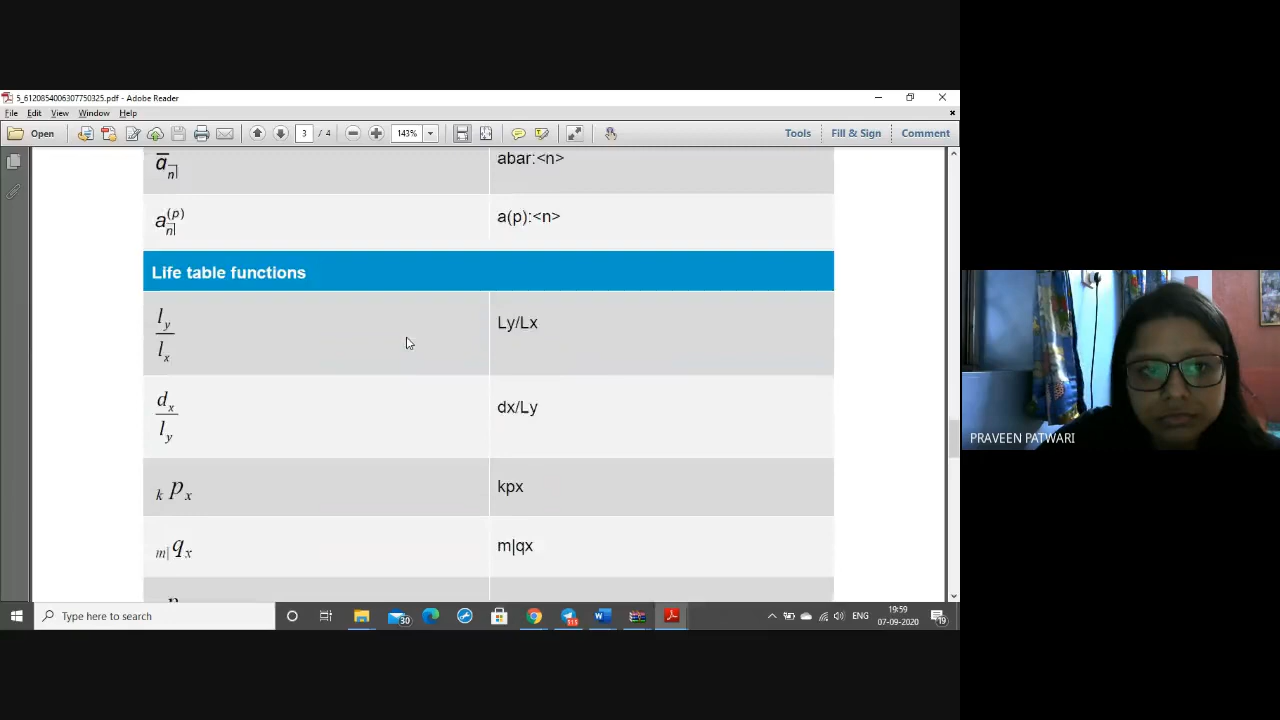 5_6120854006307750325.pdf - Adobe Reader
File Edit View Window Help
Open 3 / 4 143% Tools Fill & Sign Comment
a̅ n̅| abar:<n>
a (p) n̅| a(p):<n>
Life table functions
l y / l x Ly/Lx
d x / l y dx/Ly
k p x kpx
m| q x m|qx
PRAVEEN PATWARI
Type here to search
30
ENG
19:59
07-09-2020
19